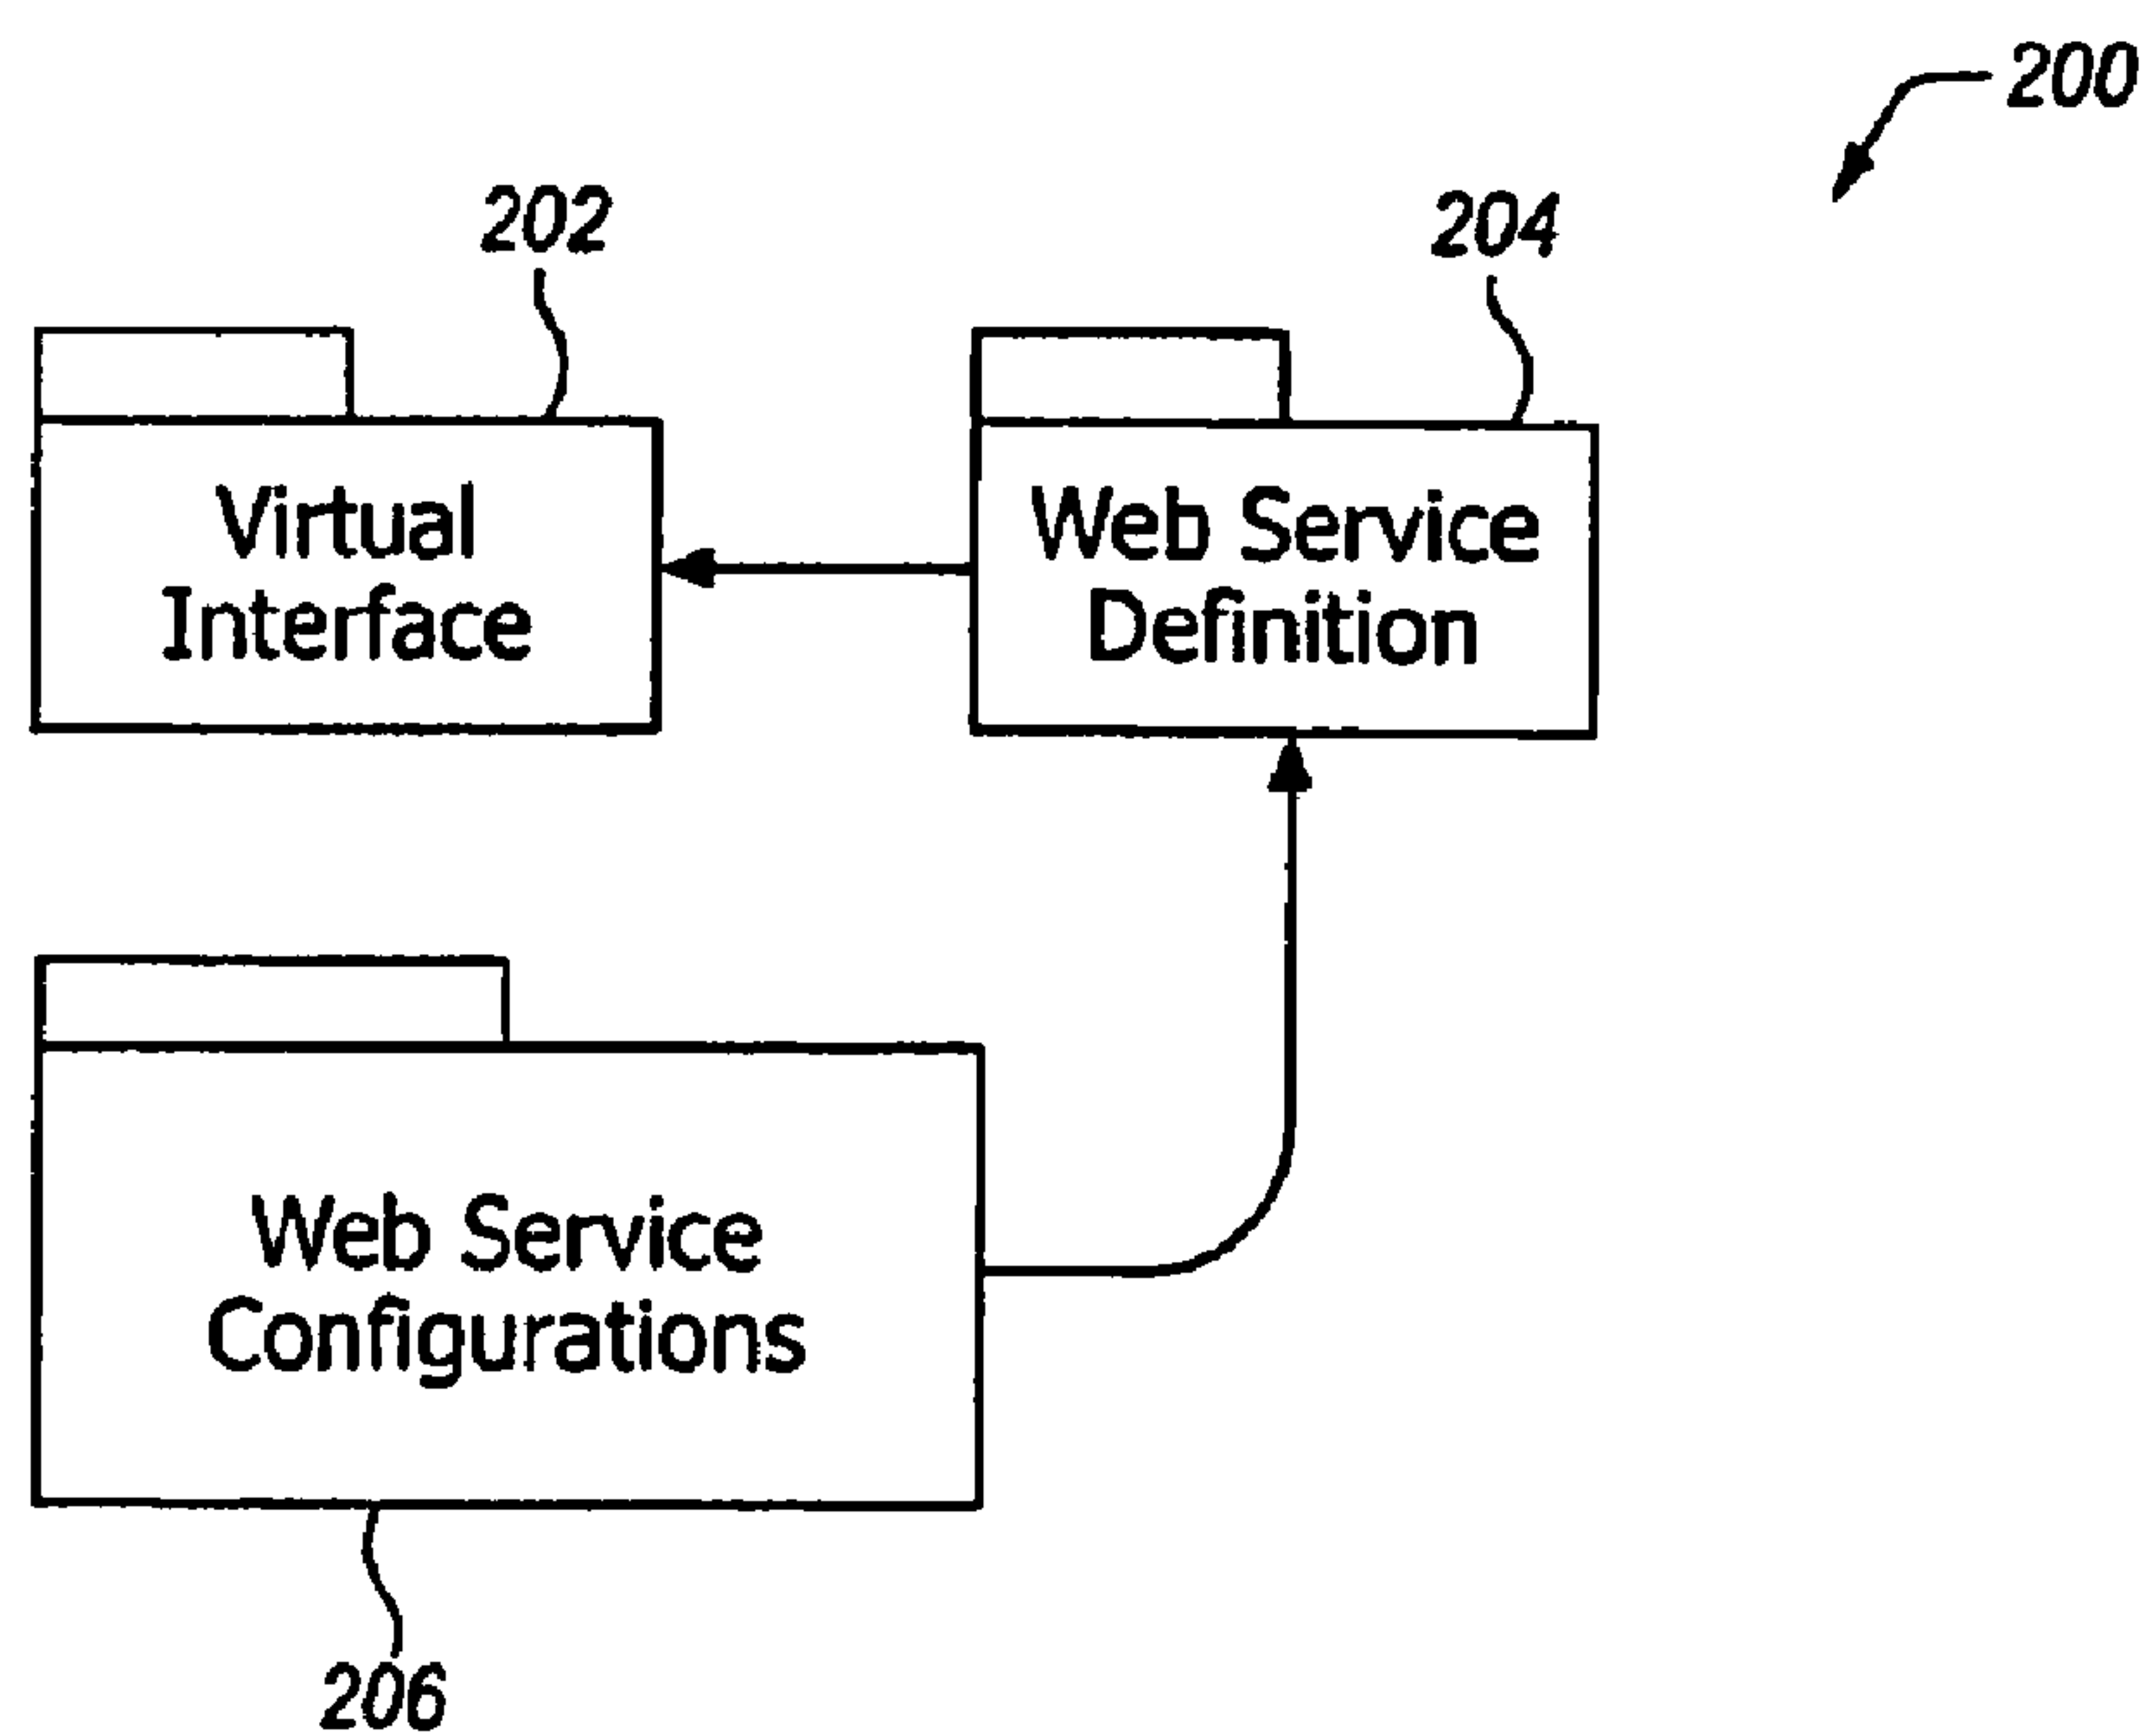 200
202
204
Virtual
Interface
Web Service
Definition
Web Service
Configurations
206